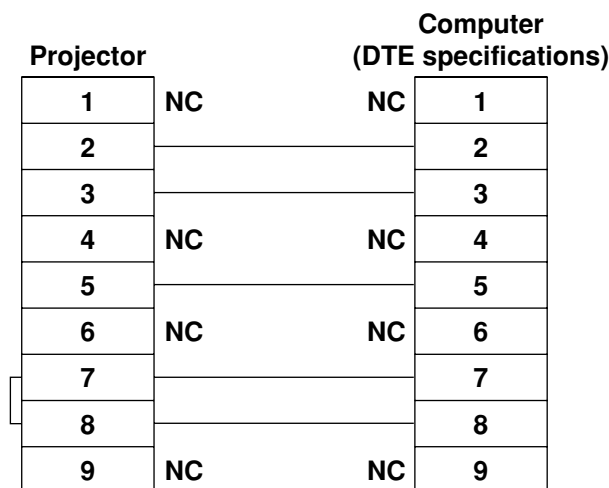 Computer
Projector (DTE specifications)
1 NC NC 1
2 2
3 3
4 NC NC 4
5 5
6 NC NC 6
7 7
8 8
9 NC NC 9